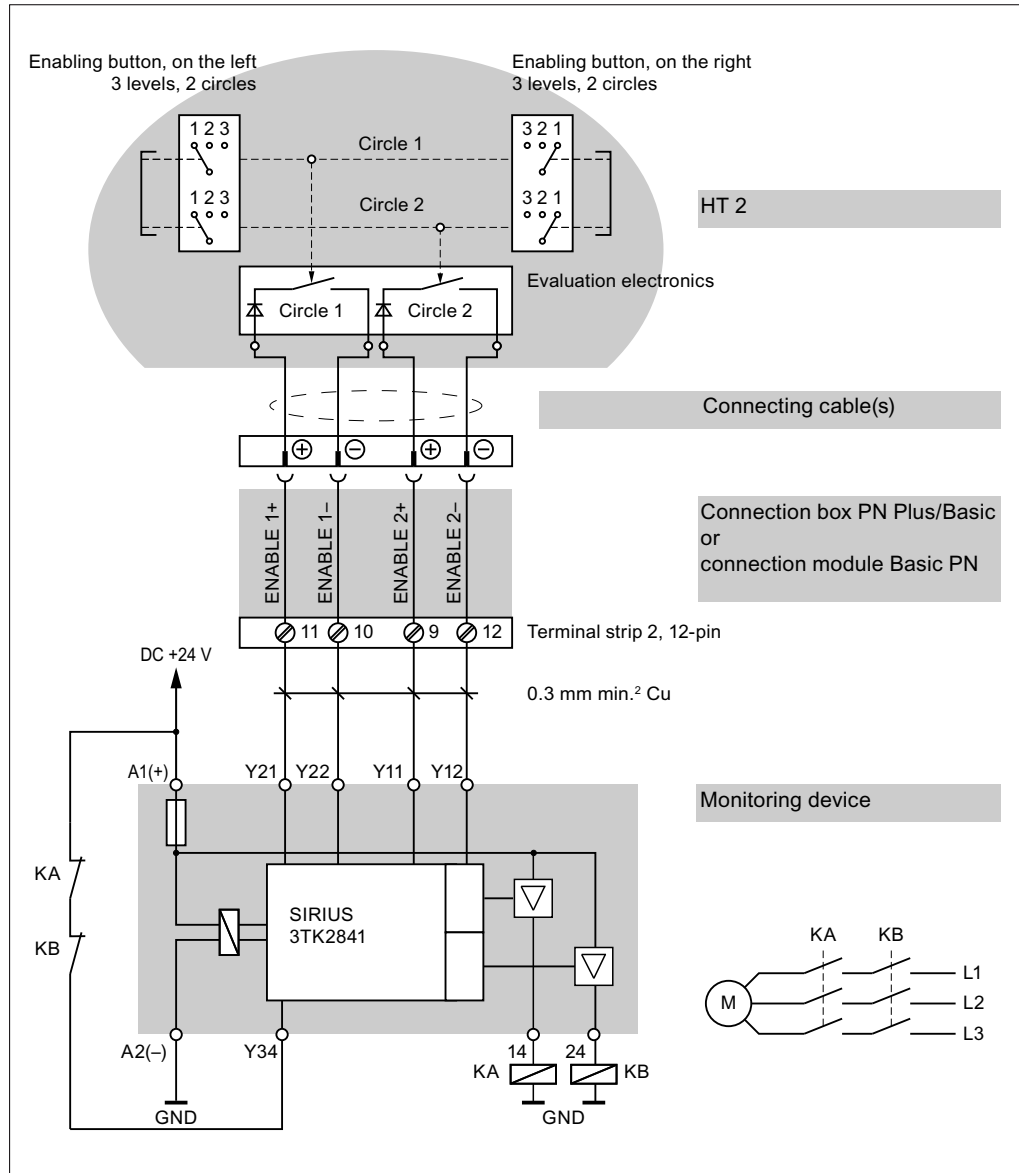 Enabling button, on the left
3 levels, 2 circles
Enabling button, on the right
3 levels, 2 circles
1 2 3
3 2 1
Circle 1
1 2 3
3 2 1
Circle 2
HT 2
Evaluation electronics
Circle 1
Circle 2
Connecting cable(s)
+ − + −
ENABLE 1+
ENABLE 1–
ENABLE 2+
ENABLE 2–
Connection box PN Plus/Basic
or
connection module Basic PN
11 10 9 12
Terminal strip 2, 12-pin
DC +24 V
0.3 mm min.² Cu
A1(+)
Y21 Y22 Y11 Y12
Monitoring device
KA
KB
SIRIUS
3TK2841
KA KB
M
L1
L2
L3
A2(–)
Y34
14 24
KA
KB
GND
GND